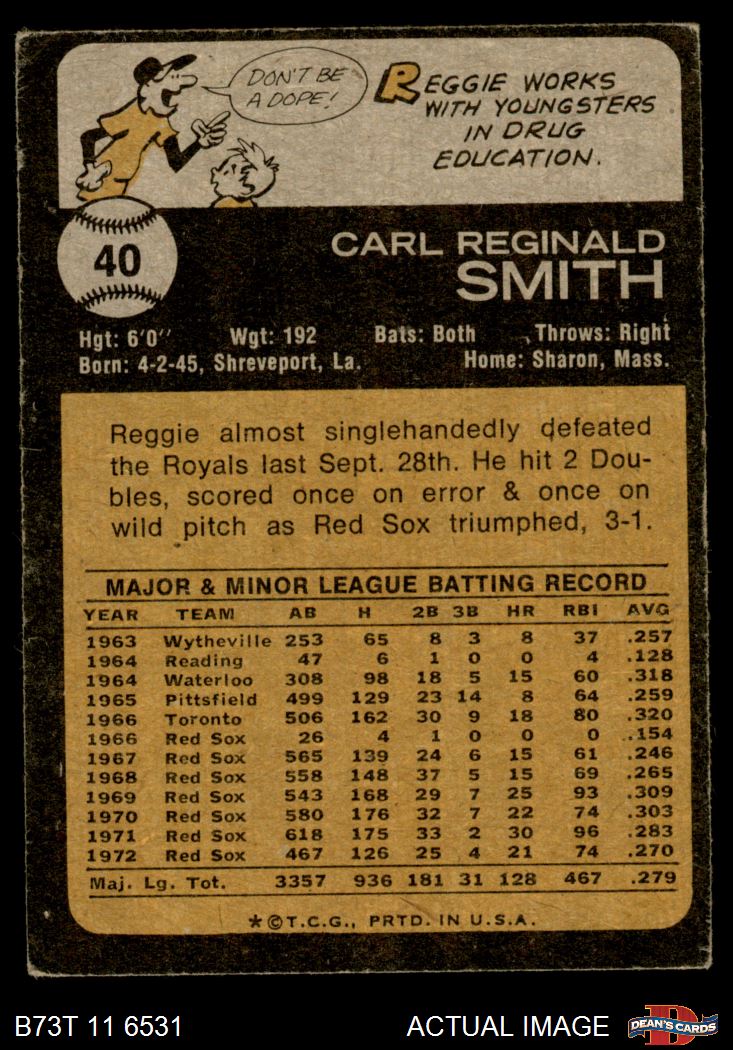 DON'T BE
A DOPE!
REGGIE WORKS
WITH YOUNGSTERS
IN DRUG
EDUCATION.
40
CARL REGINALD
SMITH
Hgt: 6'0" Wgt: 192 Bats: Both Throws: Right
Born: 4-2-45, Shreveport, La. Home: Sharon, Mass.
Reggie almost singlehandedly defeated
the Royals last Sept. 28th. He hit 2 Dou-
bles, scored once on error & once on
wild pitch as Red Sox triumphed, 3-1.
MAJOR & MINOR LEAGUE BATTING RECORD
YEAR TEAM AB H 2B 3B HR RBI AVG
1963 Wytheville 253 65 8 3 8 37 .257
1964 Reading 47 6 1 0 0 4 .128
1964 Waterloo 308 98 18 5 15 60 .318
1965 Pittsfield 499 129 23 14 8 64 .259
1966 Toronto 506 162 30 9 18 80 .320
1966 Red Sox 26 4 1 0 0 0 .154
1967 Red Sox 565 139 24 6 15 61 .246
1968 Red Sox 558 148 37 5 15 69 .265
1969 Red Sox 543 168 29 7 25 93 .309
1970 Red Sox 580 176 32 7 22 74 .303
1971 Red Sox 618 175 33 2 30 96 .283
1972 Red Sox 467 126 25 4 21 74 .270
Maj. Lg. Tot. 3357 936 181 31 128 467 .279
*©T.C.G., PRTD. IN U.S.A.
B73T 11 6531 ACTUAL IMAGE
D
DEAN'S CARDS